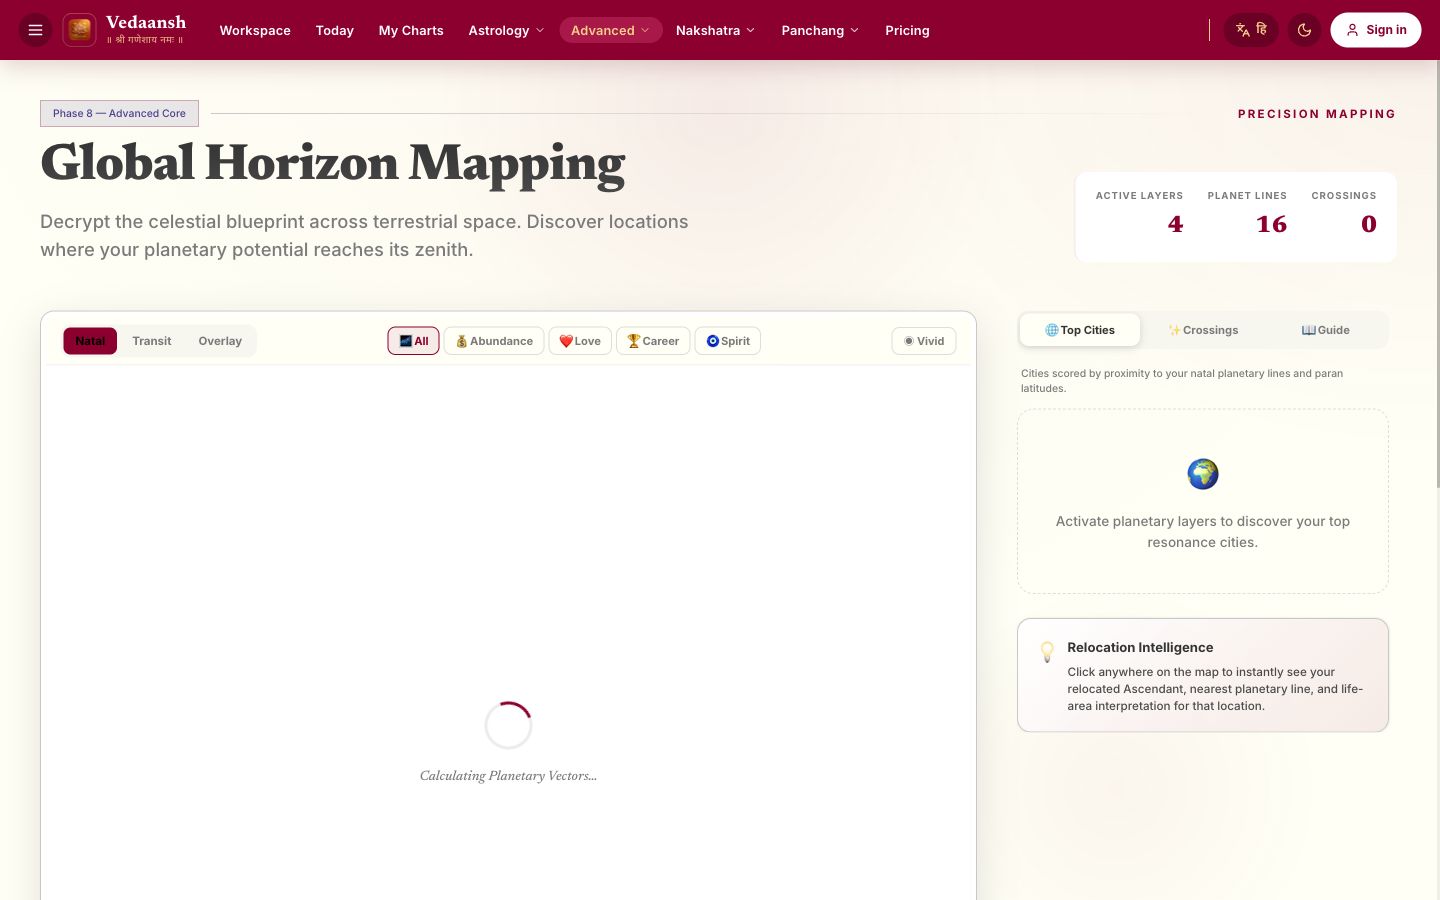 Vedaansh
॥ श्री गणेशाय नमः ॥
Workspace
Today
My Charts
Astrology
Advanced
Nakshatra
Panchang
Pricing
हि
Sign in
Phase 8 — Advanced Core
PRECISION MAPPING
Global Horizon Mapping
Decrypt the celestial blueprint across terrestrial space. Discover locations
where your planetary potential reaches its zenith.
ACTIVE LAYERS
PLANET LINES
CROSSINGS
4
16
0
Natal
Transit
Overlay
All
Abundance
Love
Career
Spirit
Vivid
Top Cities
Crossings
Guide
Cities scored by proximity to your natal planetary lines and paran
latitudes.
Activate planetary layers to discover your top
resonance cities.
Relocation Intelligence
Click anywhere on the map to instantly see your
relocated Ascendant, nearest planetary line, and life-
area interpretation for that location.
Calculating Planetary Vectors...